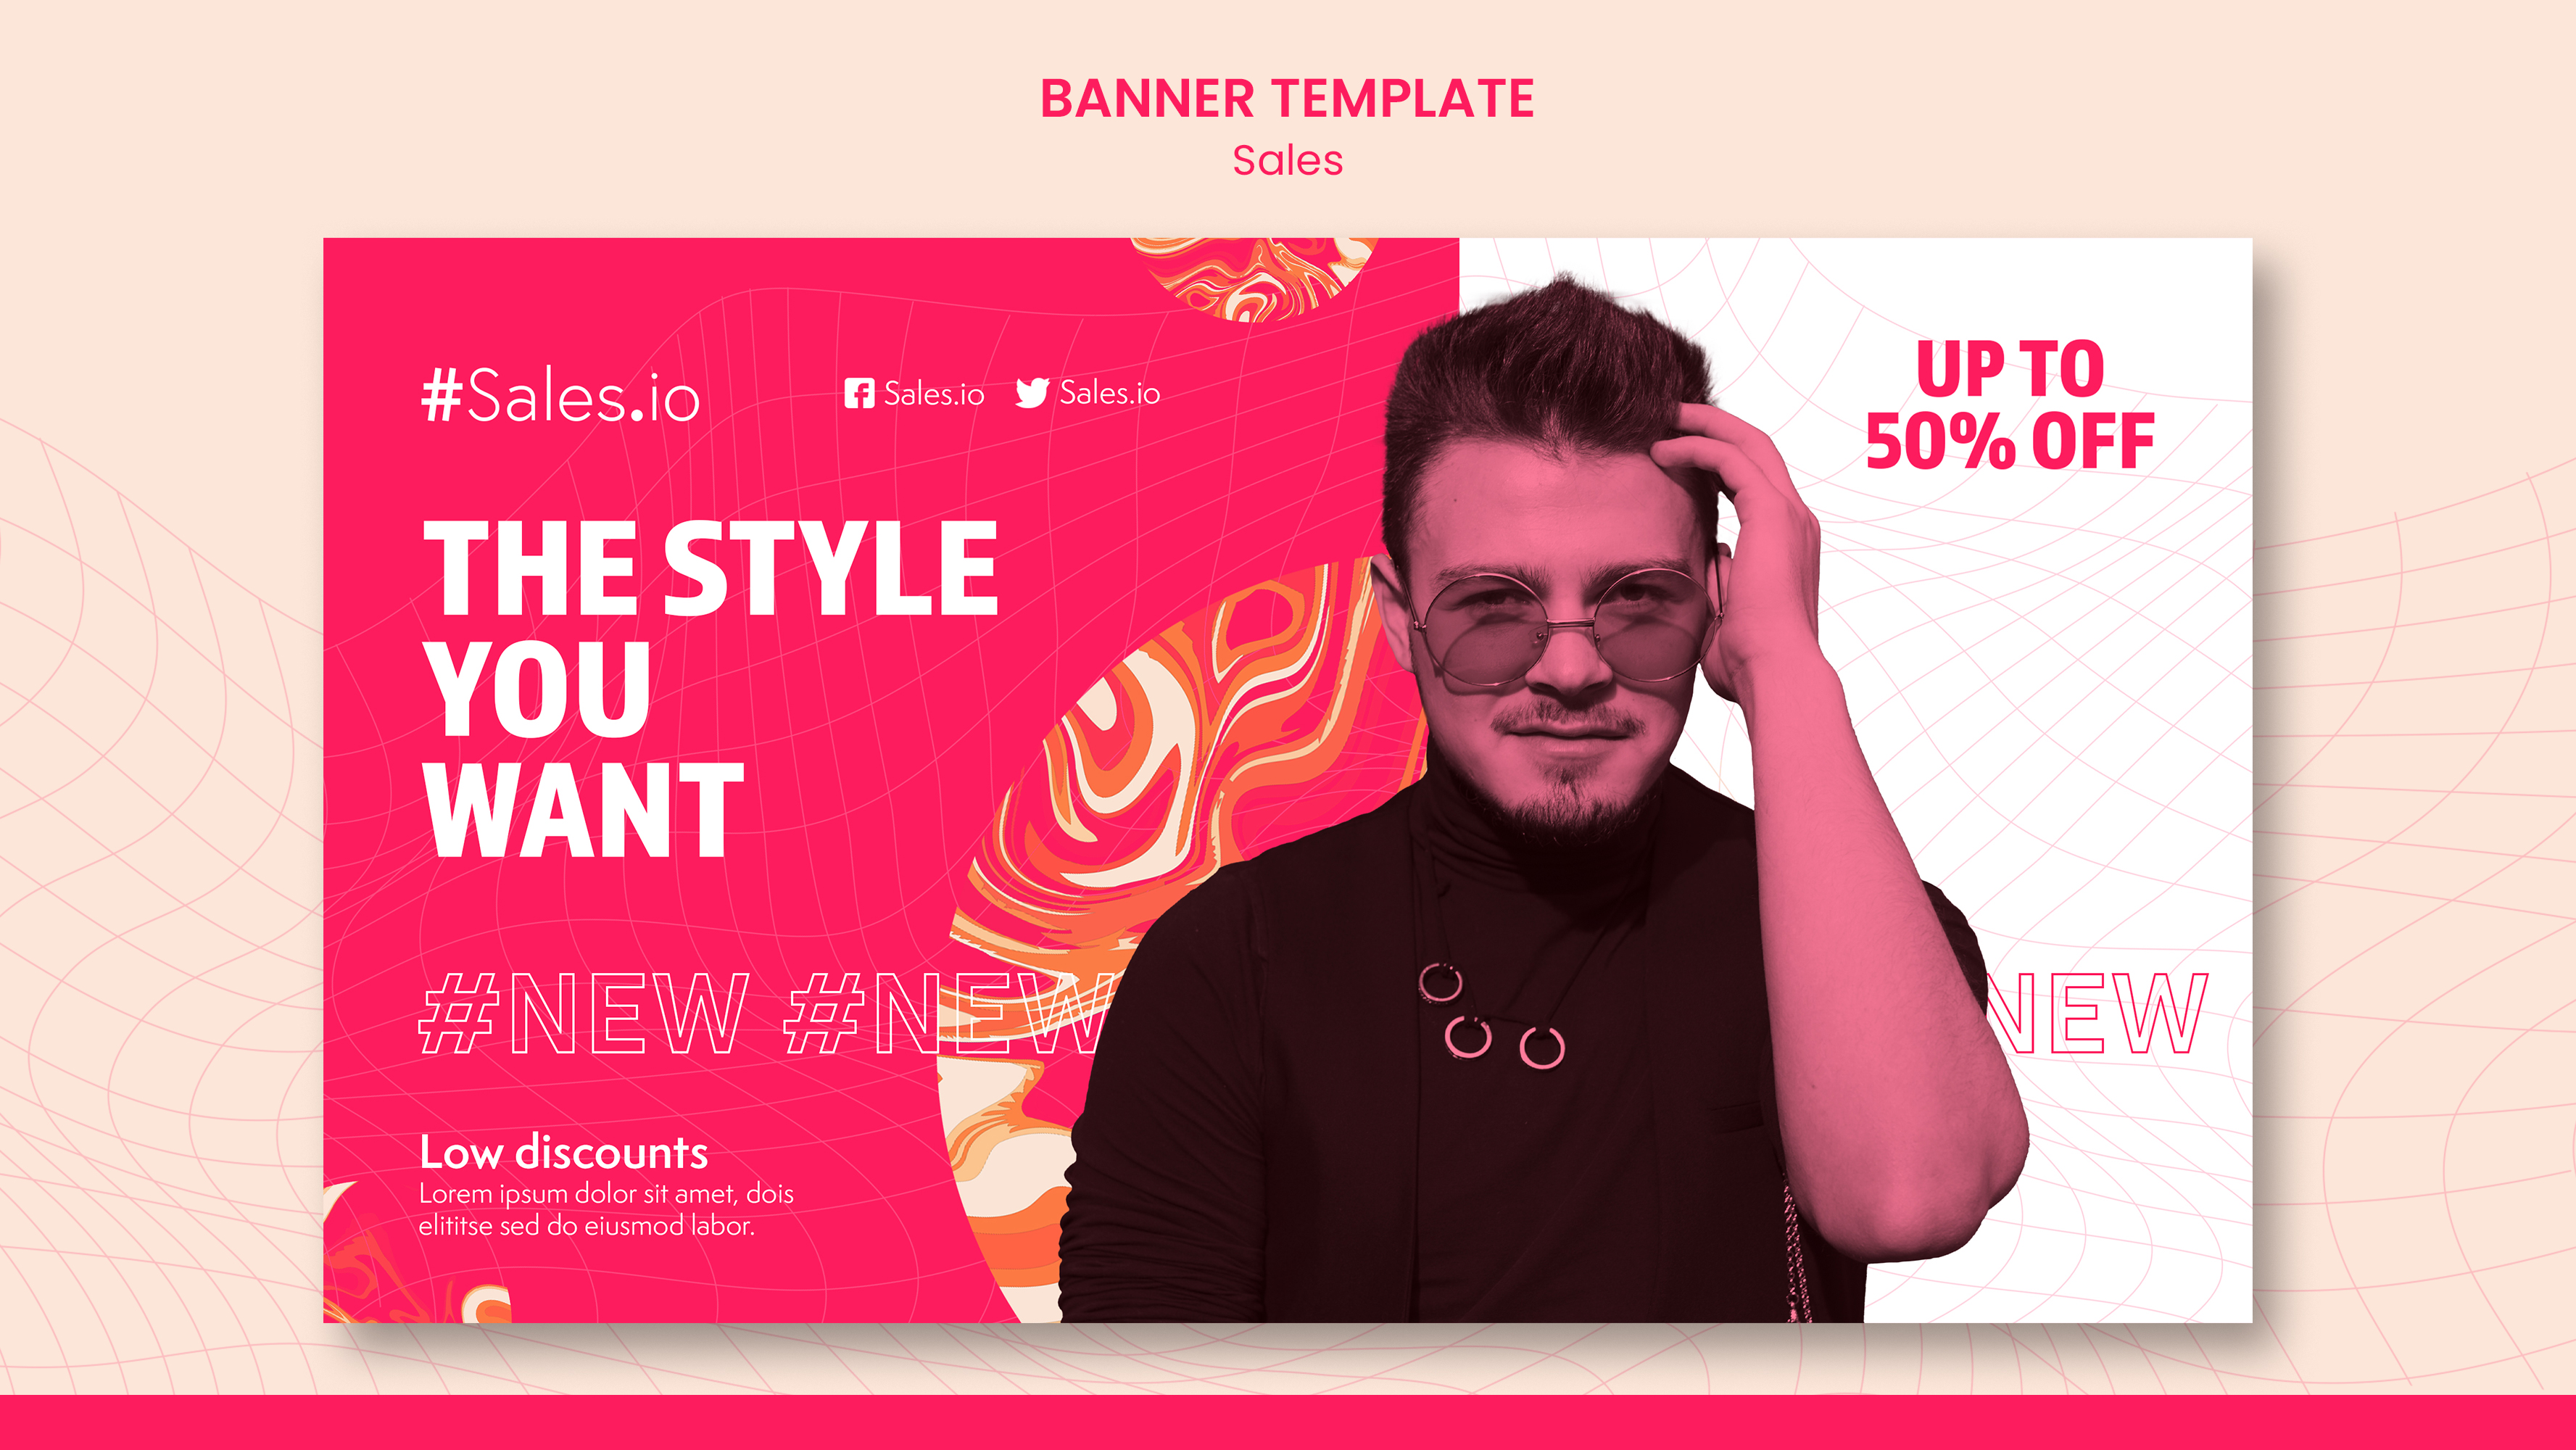 BANNER TEMPLATE
Sales
#Sales.io
Sales.io
Sales.io
UP TO
50% OFF
THE STYLE
YOU
WANT
#NEW #NEW NEW
Low discounts
Lorem ipsum dolor sit amet, dois
elititse sed do eiusmod labor.